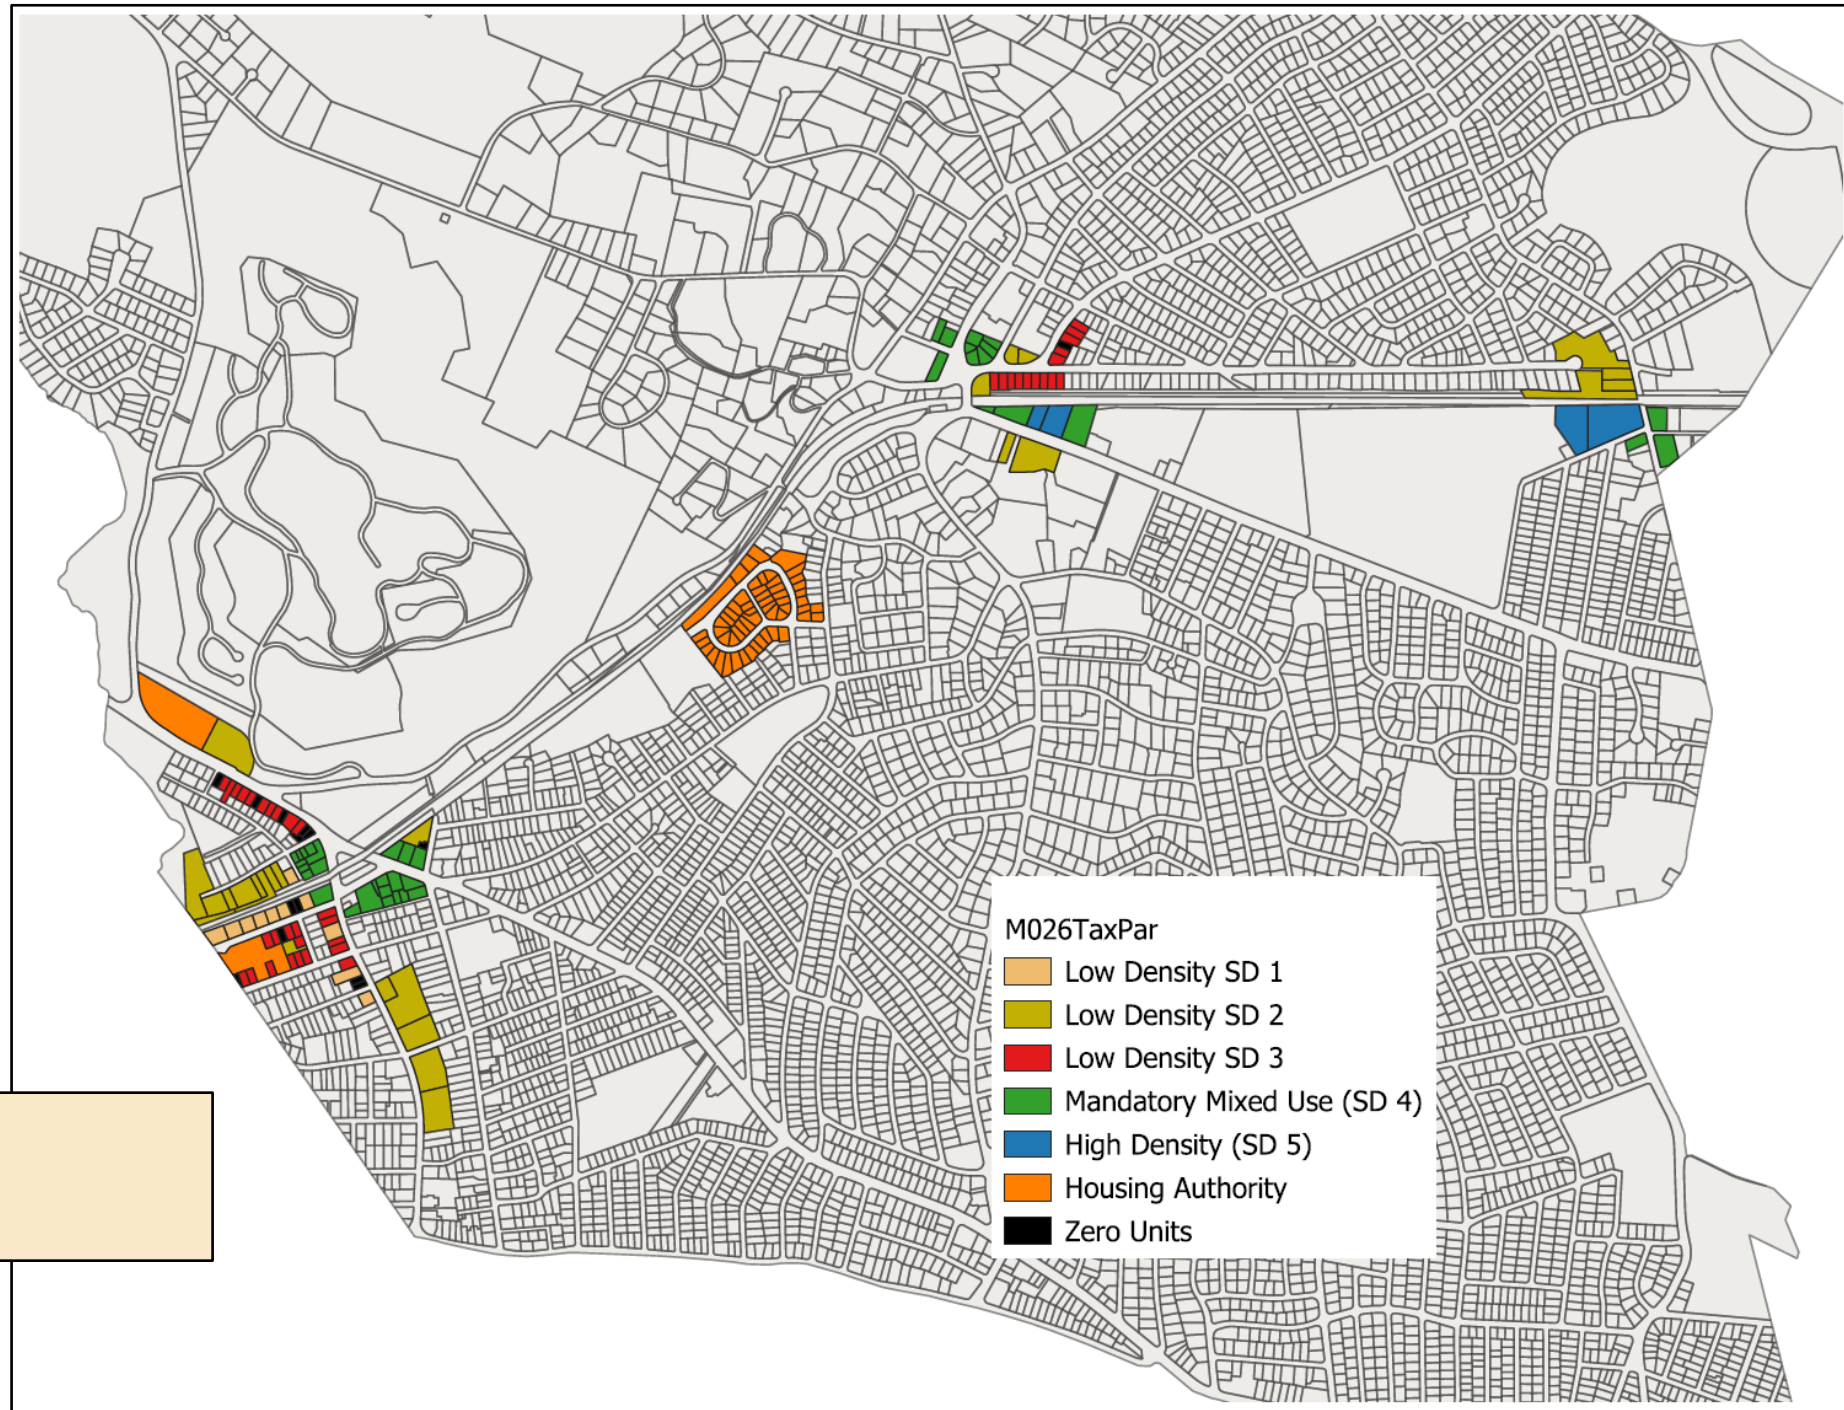 M026TaxPar
Low Density SD 1
Low Density SD 2
Low Density SD 3
Mandatory Mixed Use (SD 4)
High Density (SD 5)
Housing Authority
Zero Units